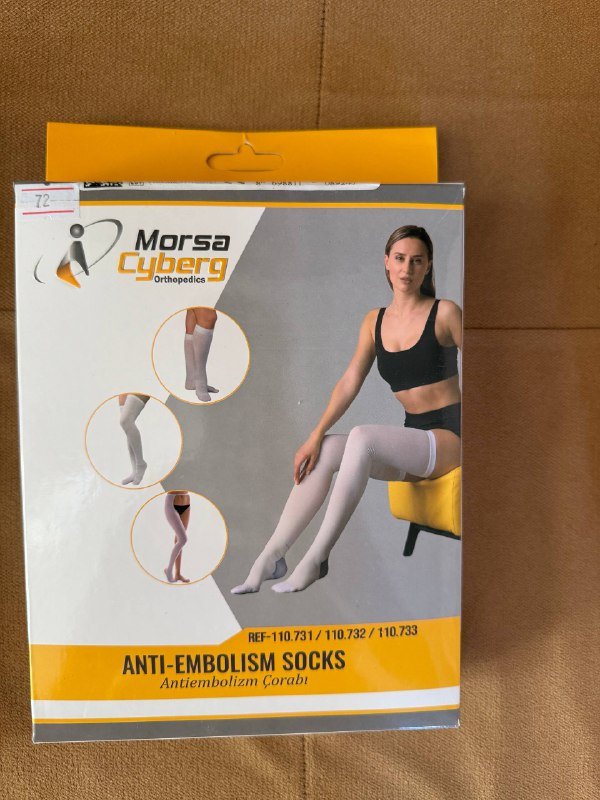 72
Morsa
Cyberg
Orthopedics
REF-110.731 / 110.732 / 110.733
ANTI-EMBOLISM SOCKS
Antiembolizm Çorabı